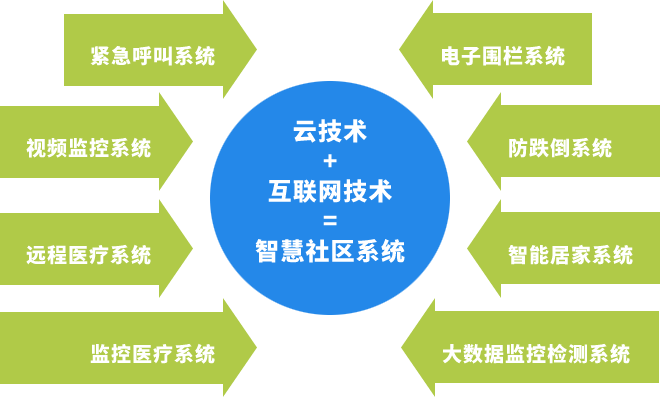 紧急呼叫系统
电子围栏系统
视频监控系统
防跌倒系统
远程医疗系统
智能居家系统
监控医疗系统
大数据监控检测系统
云技术
+
互联网技术
=
智慧社区系统